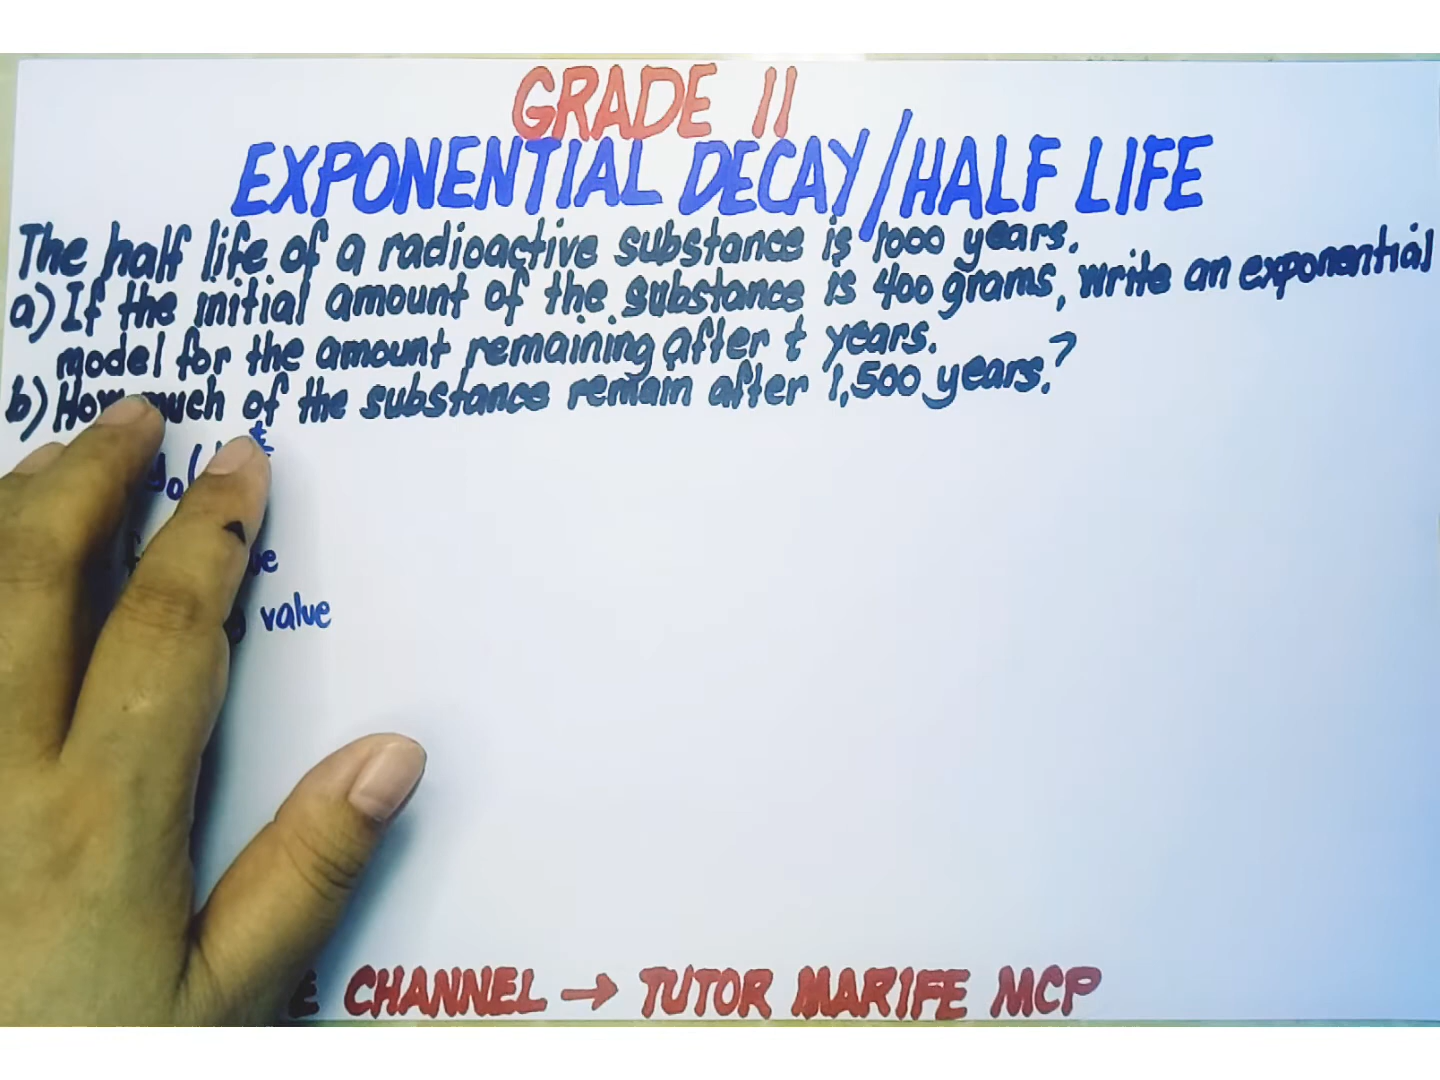 GRADE 11
EXPONENTIAL DECAY/HALF LIFE
The half life of a radioactive substance is 1000 years.
a) If the initial amount of the substance is 400 grams, write an exponential
model for the amount remaining after t years.
b) How much of the substance remain after 1,500 years?
y₀(
value
CHANNEL → TUTOR MARIFE MCP